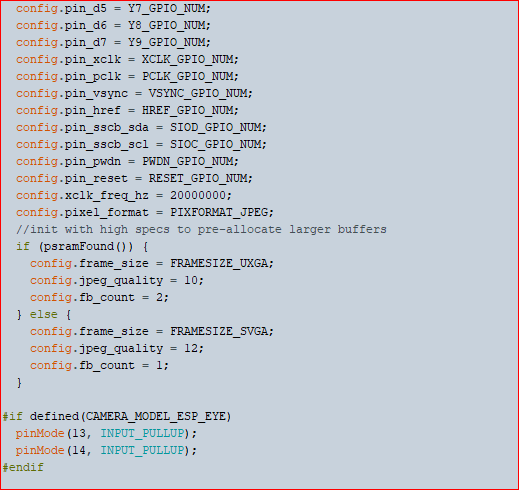 config.pin_d5 = Y7_GPIO_NUM;
config.pin_d6 = Y8_GPIO_NUM;
config.pin_d7 = Y9_GPIO_NUM;
config.pin_xclk = XCLK_GPIO_NUM;
config.pin_pclk = PCLK_GPIO_NUM;
config.pin_vsync = VSYNC_GPIO_NUM;
config.pin_href = HREF_GPIO_NUM;
config.pin_sscb_sda = SIOD_GPIO_NUM;
config.pin_sscb_scl = SIOC_GPIO_NUM;
config.pin_pwdn = PWDN_GPIO_NUM;
config.pin_reset = RESET_GPIO_NUM;
config.xclk_freq_hz = 20000000;
config.pixel_format = PIXFORMAT_JPEG;
//init with high specs to pre-allocate larger buffers
if (psramFound()) {
config.frame_size = FRAMESIZE_UXGA;
config.jpeg_quality = 10;
config.fb_count = 2;
} else {
config.frame_size = FRAMESIZE_SVGA;
config.jpeg_quality = 12;
config.fb_count = 1;
}
#if defined(CAMERA_MODEL_ESP_EYE)
pinMode(13, INPUT_PULLUP);
pinMode(14, INPUT_PULLUP);
#endif